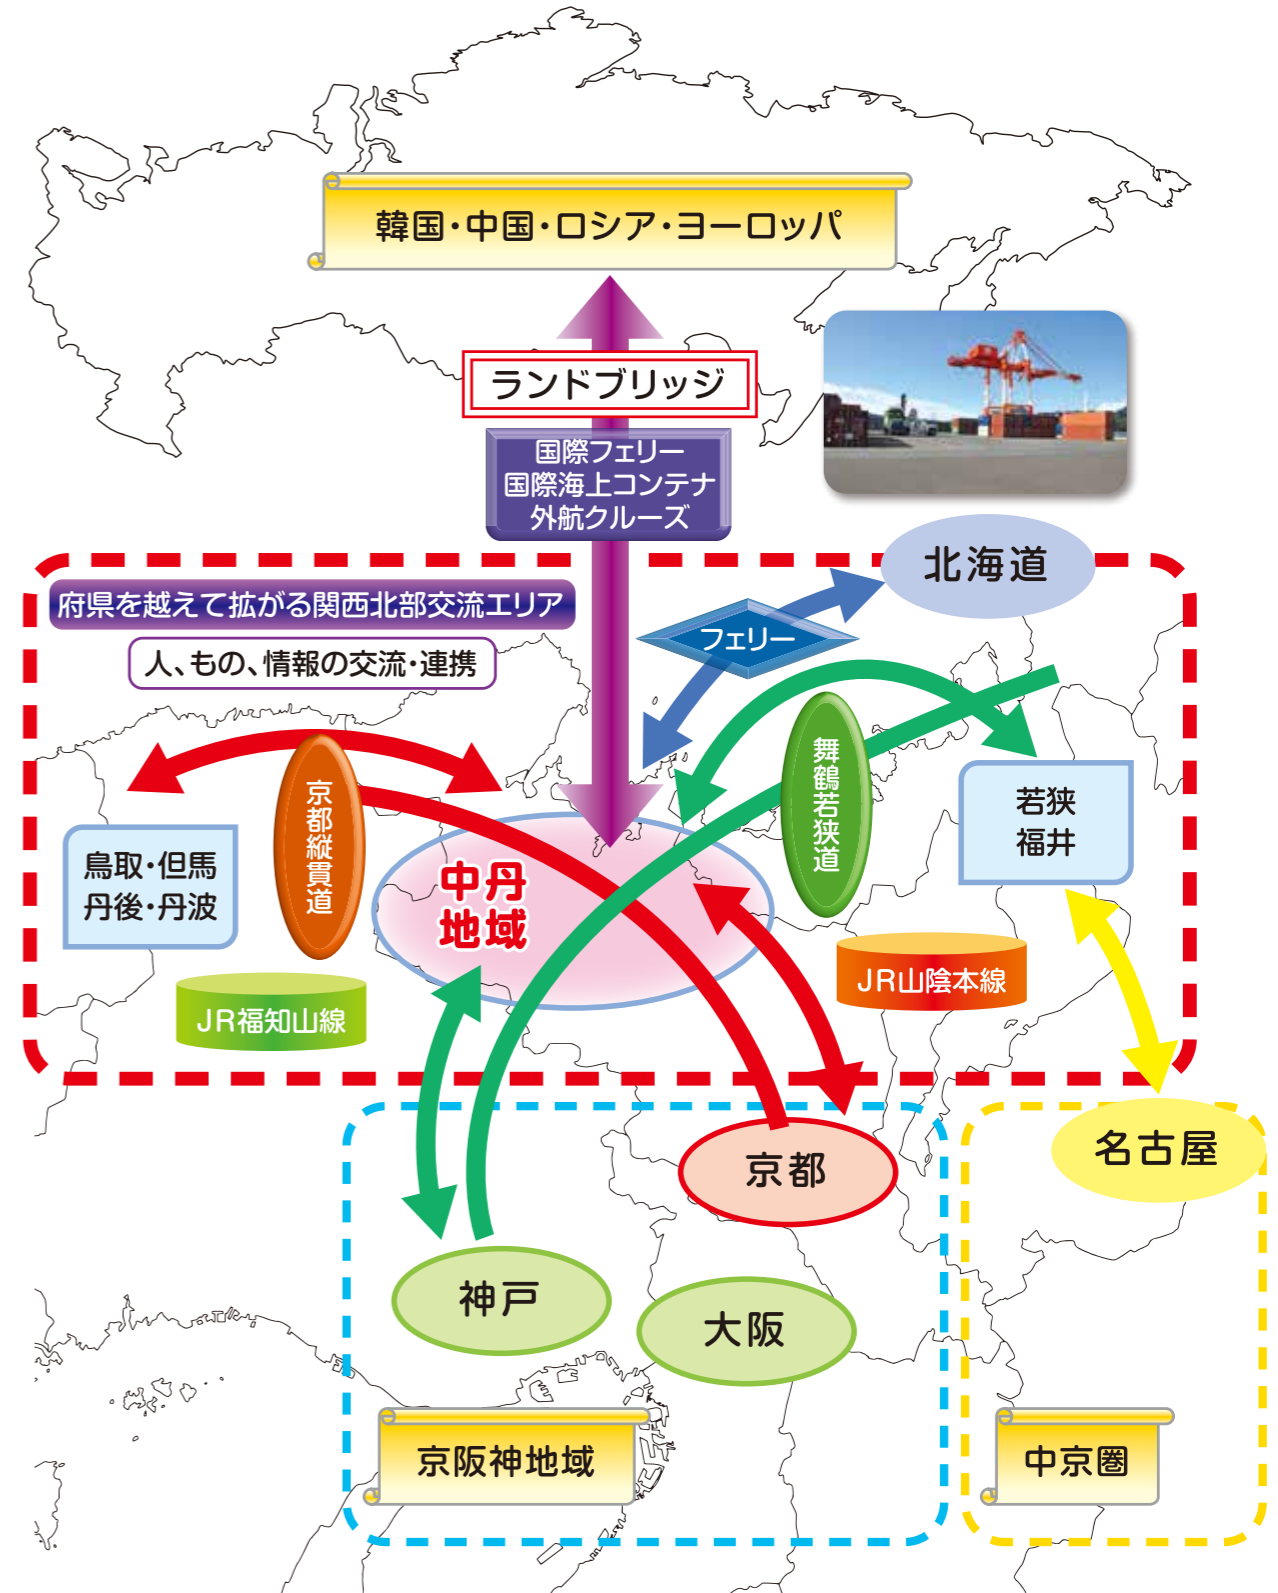 韓国・中国・ロシア・ヨーロッパ
ランドブリッジ
国際フェリー
国際海上コンテナ
外航クルーズ
北海道
府県を越えて拡がる関西北部交流エリア
人、もの、情報の交流・連携
フェリー
京都縦貫道
舞鶴若狭道
若狭
福井
鳥取・但馬
丹後・丹波
中丹
地域
JR山陰本線
JR福知山線
京都
名古屋
神戸
大阪
京阪神地域
中京圏